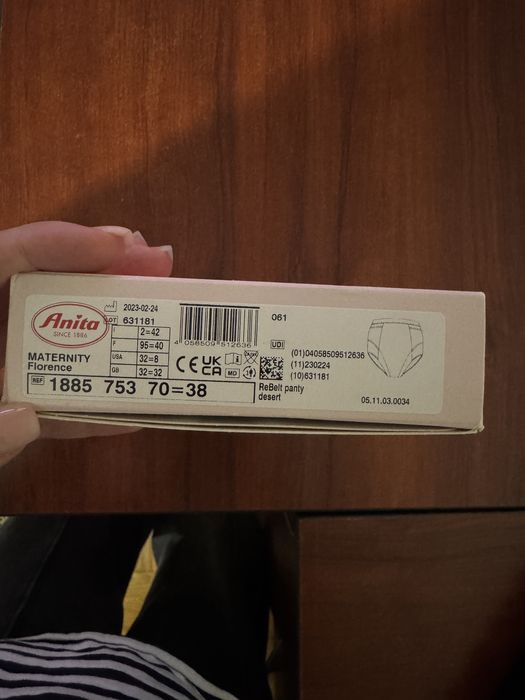 Anita
SINCE 1886
2023-02-24
LOT 631181
I 2=42
F 95=40
USA 32=8
GB 32=32
MATERNITY
Florence
REF 1885 753 70=38
4 058509 512636
CE UK CA
MD
061
UDI
(01)04058509512636
(11)230224
(10)631181
ReBelt panty
desert
05.11.03.0034